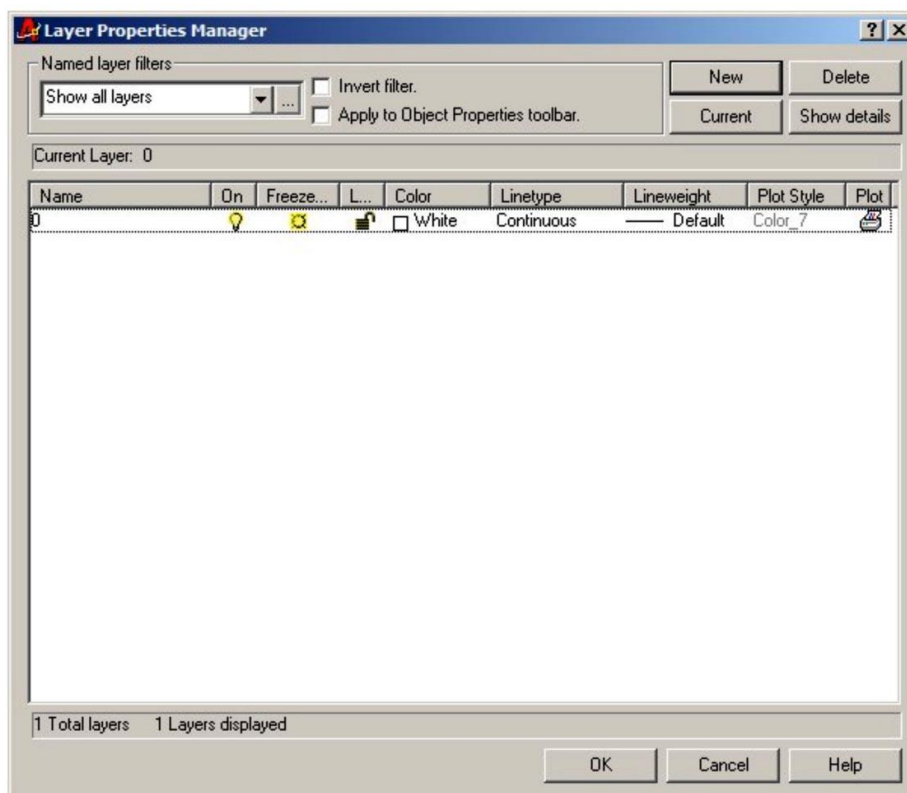 Layer Properties Manager
Named layer filters
Show all layers
...
Invert filter.
Apply to Object Properties toolbar.
New
Delete
Current
Show details
Current Layer: 0
Name On Freeze... L... Color Linetype Lineweight Plot Style Plot
0 White Continuous Default Color_7
1 Total layers 1 Layers displayed
OK Cancel Help